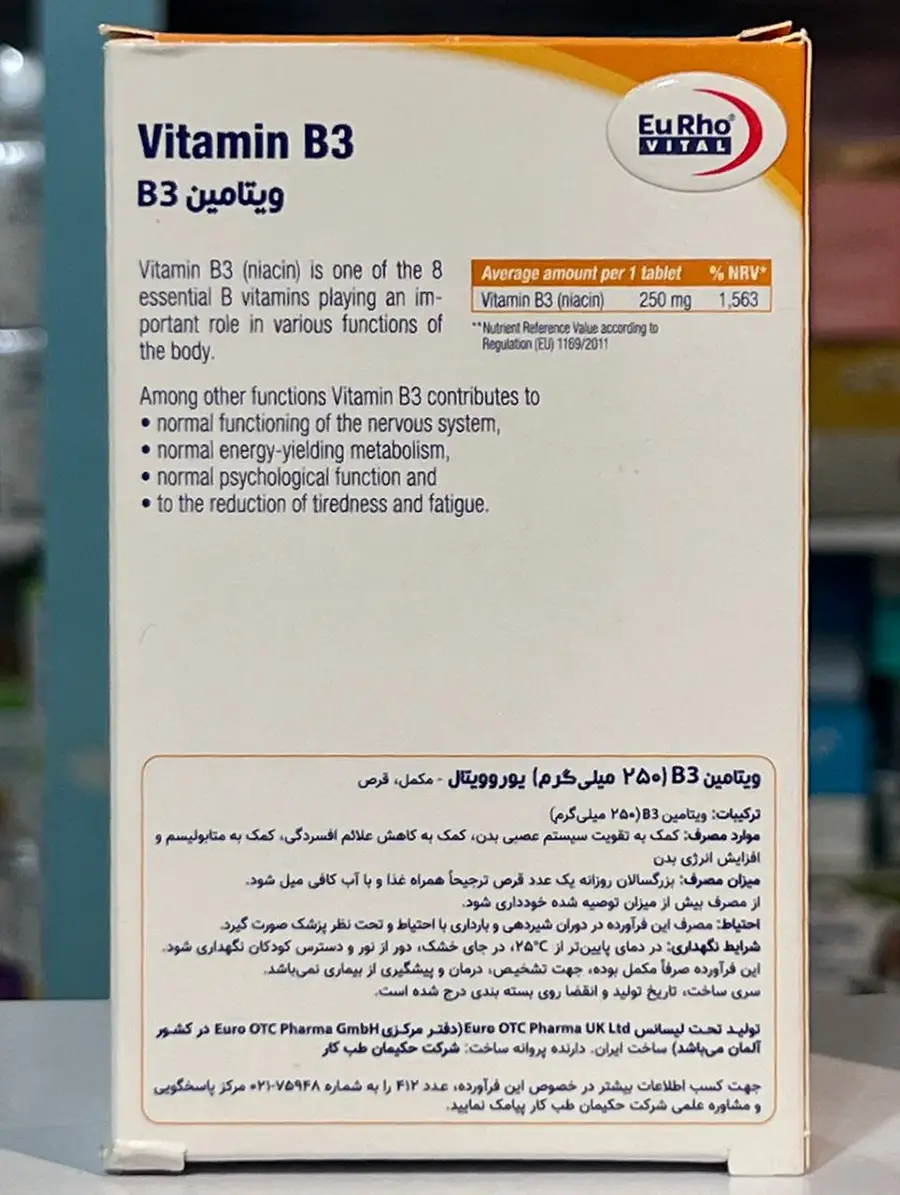 EuRho®
VITAL
Vitamin B3
ویتامین B3
Vitamin B3 (niacin) is one of the 8
essential B vitamins playing an im-
portant role in various functions of
the body.
Average amount per 1 tablet % NRV*
Vitamin B3 (niacin) 250 mg 1,563
**Nutrient Reference Value according to
Regulation (EU) 1169/2011
Among other functions Vitamin B3 contributes to
• normal functioning of the nervous system,
• normal energy-yielding metabolism,
• normal psychological function and
• to the reduction of tiredness and fatigue.
ویتامین B3 (۲۵۰ میلی‌گرم) یوروویتال - مکمل، قرص
ترکیبات: ویتامین B3 (۲۵۰ میلی‌گرم)
موارد مصرف: کمک به تقویت سیستم عصبی بدن، کمک به کاهش علائم افسردگی، کمک به متابولیسم و
افزایش انرژی بدن
میزان مصرف: بزرگسالان روزانه یک عدد قرص ترجیحاً همراه غذا و با آب کافی میل شود.
از مصرف بیش از میزان توصیه شده خودداری شود.
احتیاط: مصرف این فرآورده در دوران شیردهی و بارداری با احتیاط و تحت نظر پزشک صورت گیرد.
شرایط نگهداری: در دمای پایین‌تر از ۲۵°C، در جای خشک، دور از نور و دسترس کودکان نگهداری شود.
این فرآورده صرفاً مکمل بوده، جهت تشخیص، درمان و پیشگیری از بیماری نمی‌باشد.
سری ساخت، تاریخ تولید و انقضا روی بسته بندی درج شده است.
تولید تحت لیسانس Euro OTC Pharma UK Ltd (دفتر مرکزی Euro OTC Pharma GmbH در کشور
آلمان می‌باشد) ساخت ایران. دارنده پروانه ساخت: شرکت حکیمان طب کار
جهت کسب اطلاعات بیشتر در خصوص این فرآورده، عدد ۴۱۲ را به شماره ۷۵۹۴۸-۰۲۱ مرکز پاسخگویی
و مشاوره علمی شرکت حکیمان طب کار پیامک نمایید.